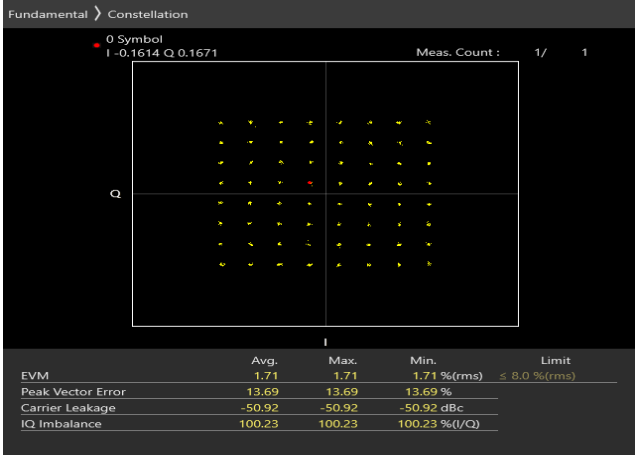 Fundamental 〉 Constellation
0 Symbol
I -0.1614 Q 0.1671 Meas. Count : 1/ 1
Q
I
Avg. Max. Min. Limit
EVM 1.71 1.71 1.71 %(rms) ≤ 8.0 %(rms)
Peak Vector Error 13.69 13.69 13.69 %
Carrier Leakage -50.92 -50.92 -50.92 dBc
IQ Imbalance 100.23 100.23 100.23 %(I/Q)